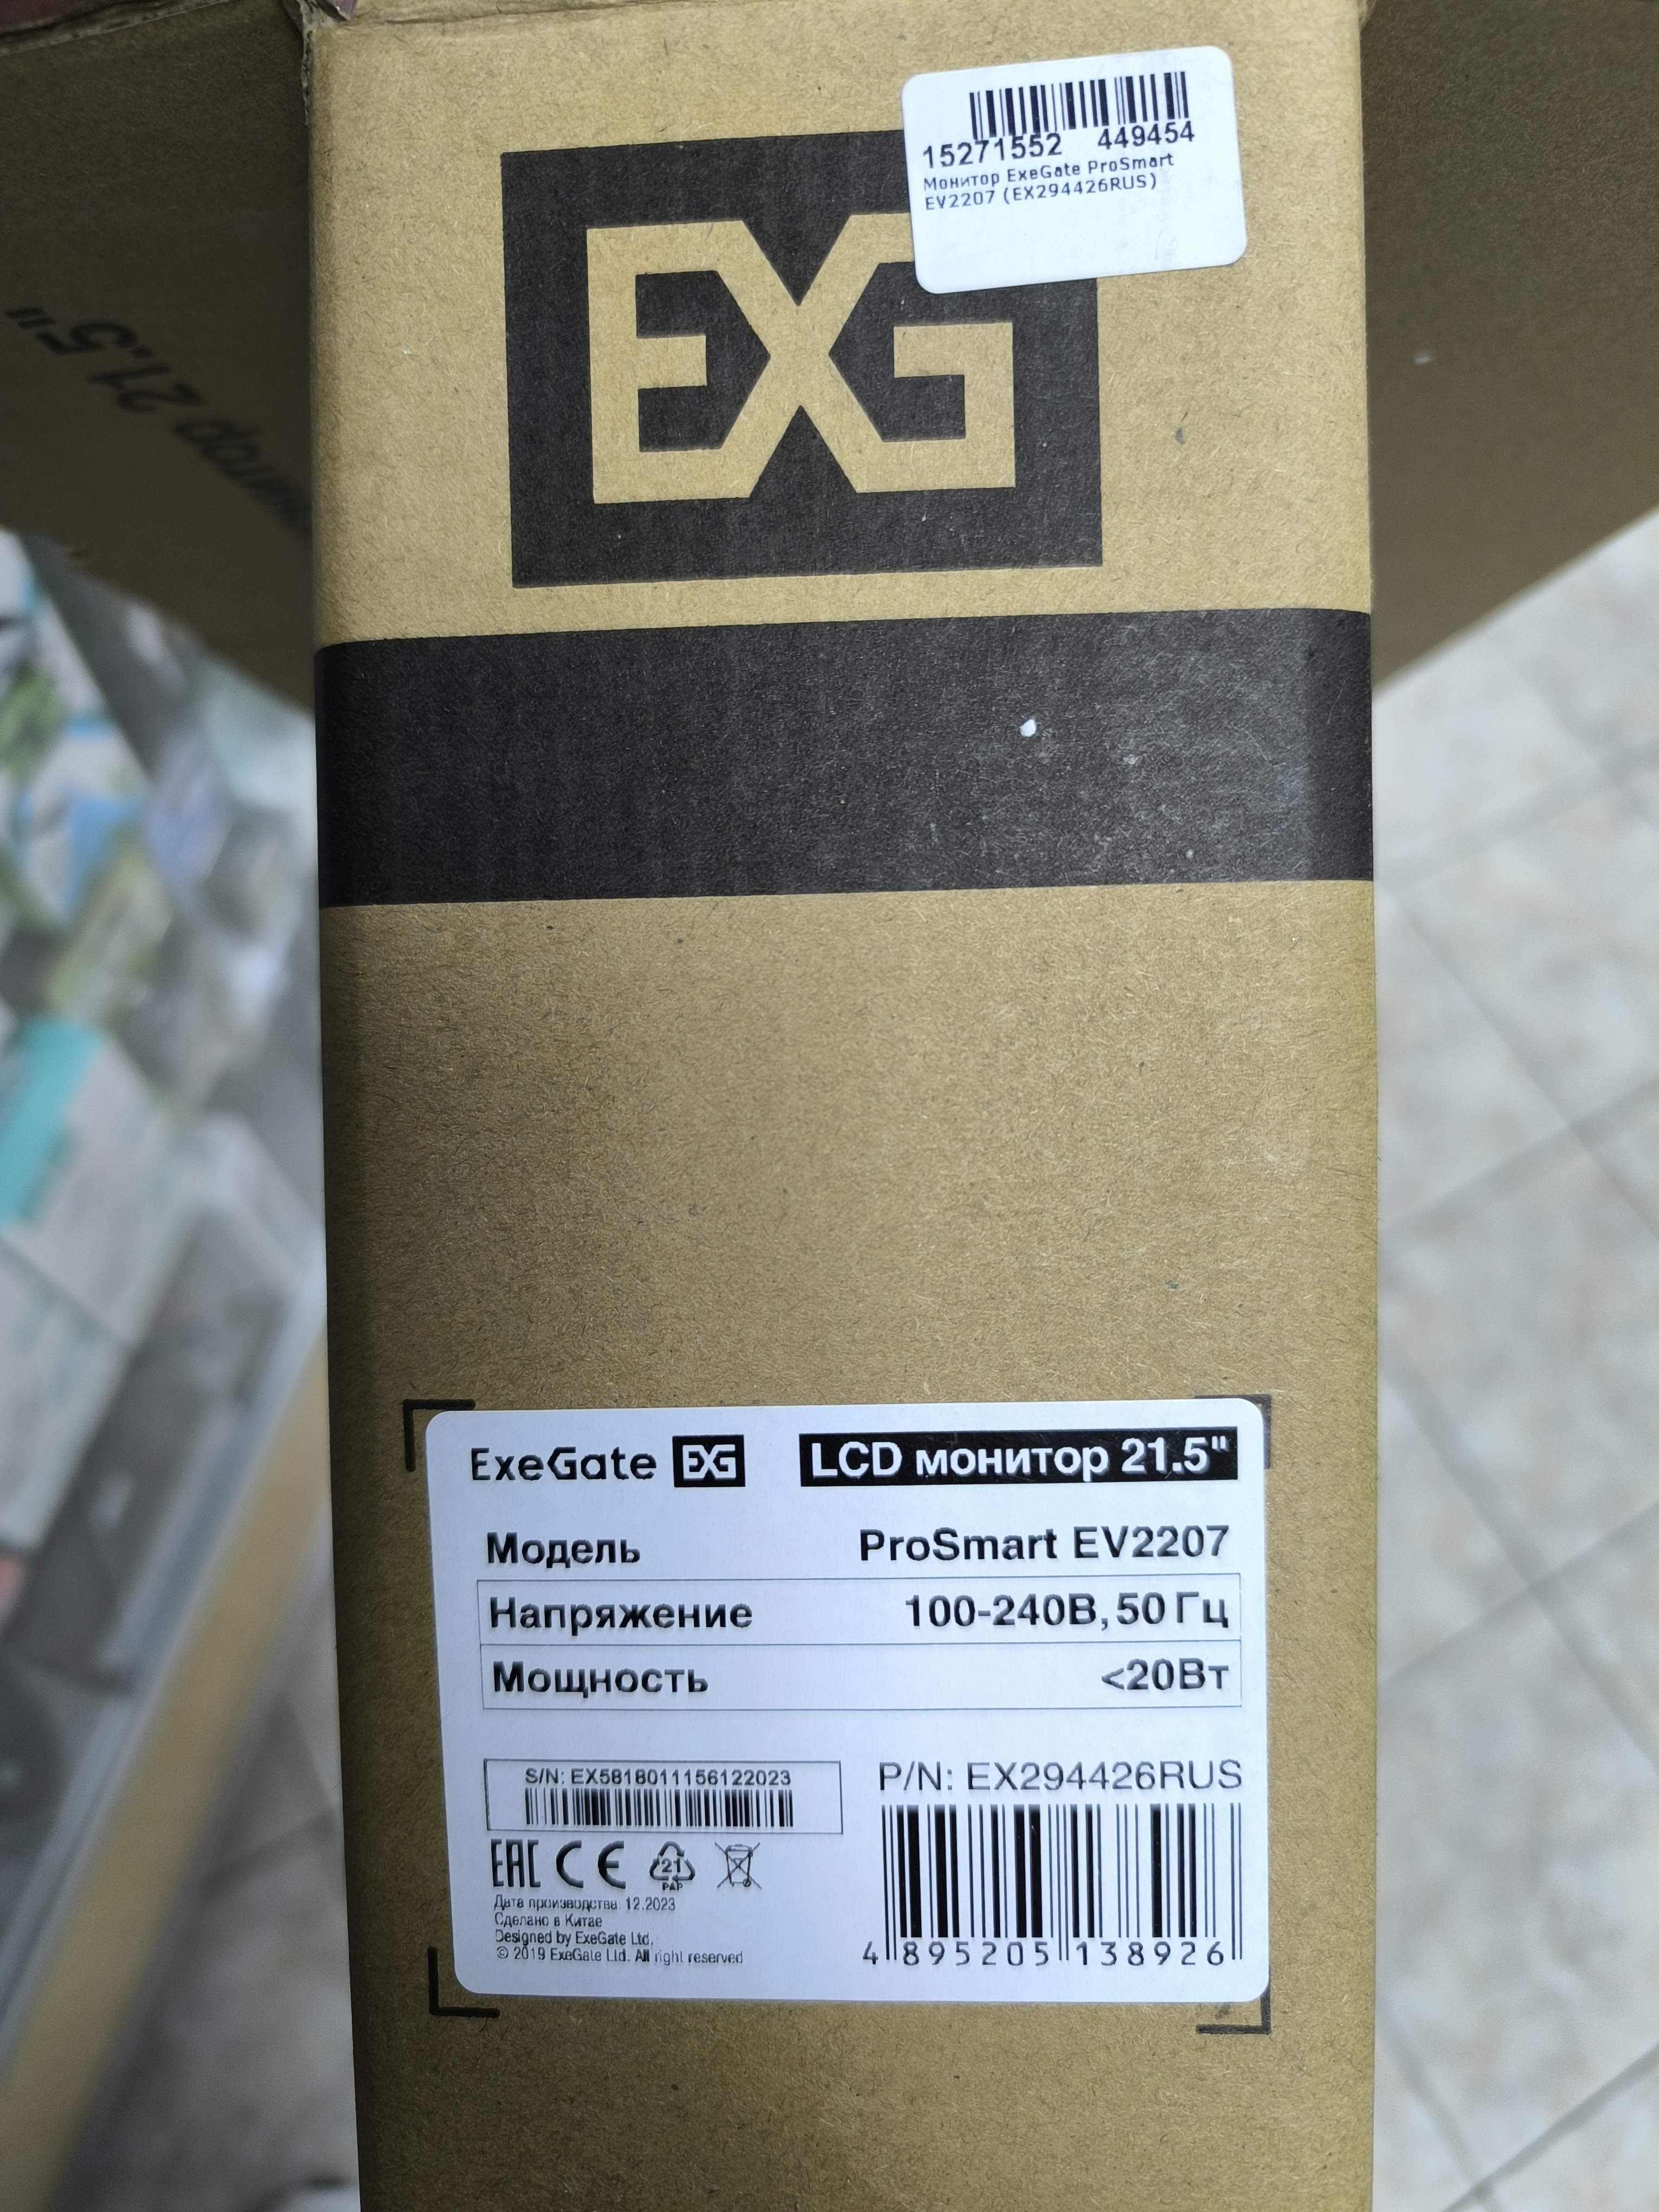 15271552 449454
Монитор ExeGate ProSmart
EV2207 (EX294426RUS)
EXG
21.5"
ExeGate EXG LCD монитор 21.5"
Модель ProSmart EV2207
Напряжение 100-240В, 50 Гц
Мощность <20Вт
S/N: EX5818011156122023
P/N: EX294426RUS
EAC CE 21
PAP
Дата производства 12.2023
Сделано в Китае
Designed by ExeGate Ltd.
© 2019 ExeGate Ltd. All right reserved
4 895205 138926